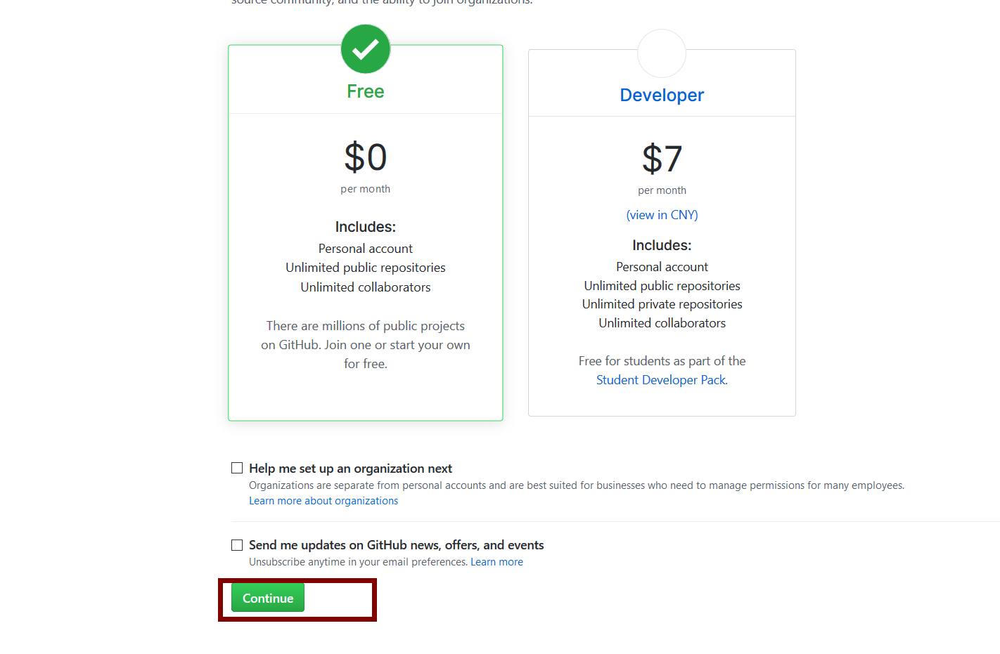 source community, and the ability to join organizations.
Free
$0
per month
Includes:
Personal account
Unlimited public repositories
Unlimited collaborators
There are millions of public projects
on GitHub. Join one or start your own
for free.
Developer
$7
per month
(view in CNY)
Includes:
Personal account
Unlimited public repositories
Unlimited private repositories
Unlimited collaborators
Free for students as part of the
Student Developer Pack.
Help me set up an organization next
Organizations are separate from personal accounts and are best suited for businesses who need to manage permissions for many employees.
Learn more about organizations
Send me updates on GitHub news, offers, and events
Unsubscribe anytime in your email preferences. Learn more
Continue